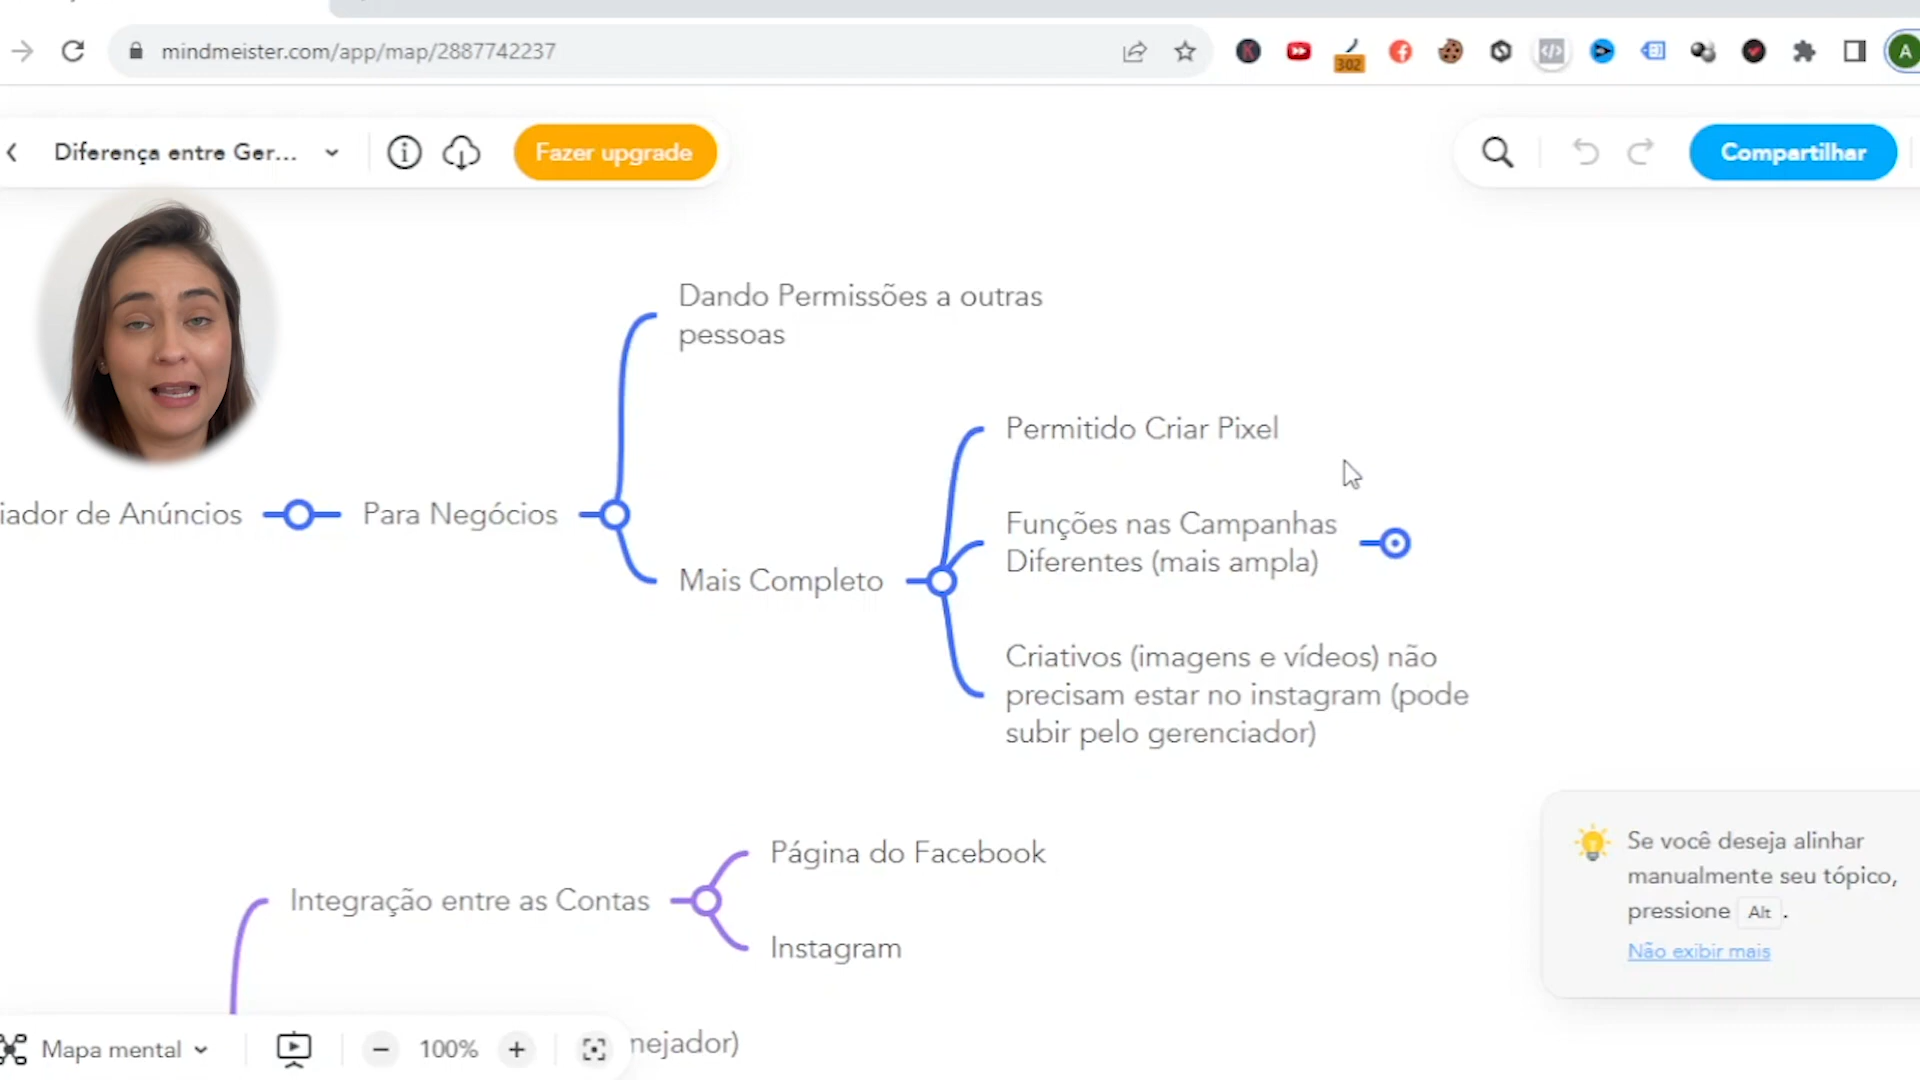 mindmeister.com/app/map/2887742237
302
A
Diferença entre Ger...
Fazer upgrade
Compartilhar
Dando Permissões a outras
pessoas
Permitido Criar Pixel
iador de Anúncios
Para Negócios
Funções nas Campanhas
Diferentes (mais ampla)
Mais Completo
Criativos (imagens e vídeos) não
precisam estar no instagram (pode
subir pelo gerenciador)
Página do Facebook
Integração entre as Contas
Instagram
Se você deseja alinhar
manualmente seu tópico,
pressione Alt .
Não exibir mais
Mapa mental
100%
nejador)